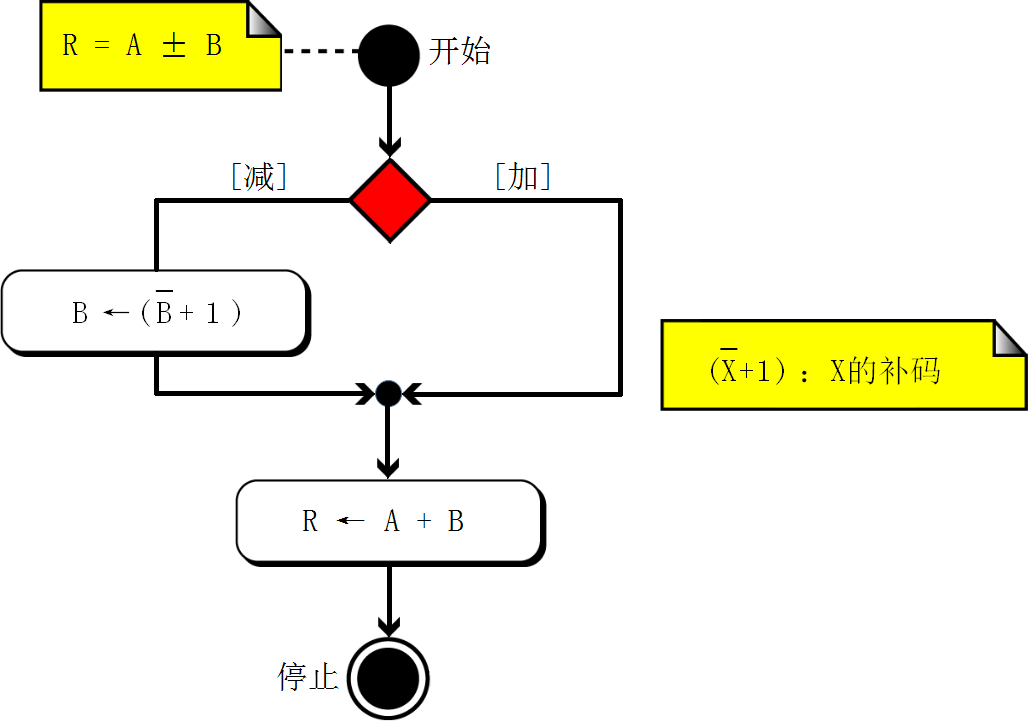 R = A ± B
开始
[减]
[加]
B ←(B̅+ 1 )
(X̅+1): X的补码
R ← A + B
停止